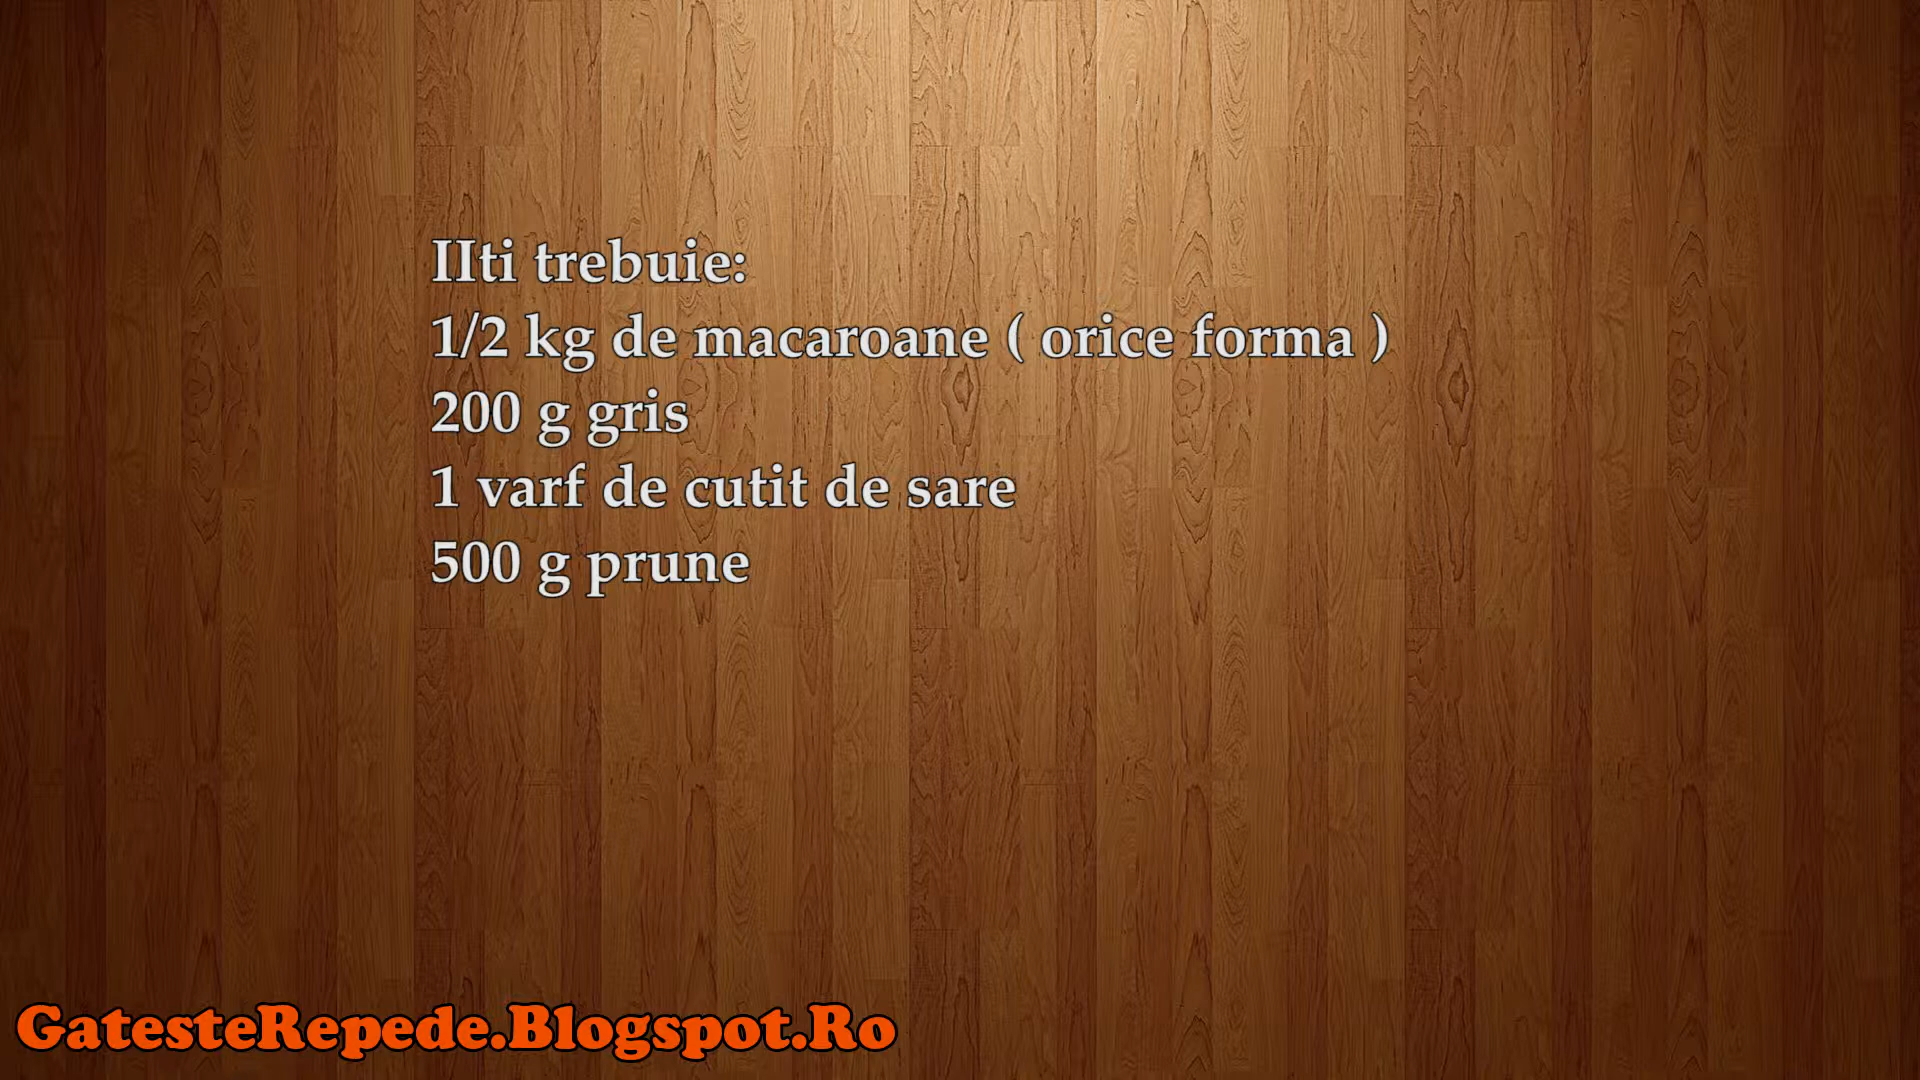 IIti trebuie:
1/2 kg de macaroane ( orice forma )
200 g gris
1 varf de cutit de sare
500 g prune
GatesteRepede.Blogspot.Ro